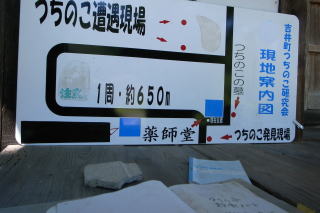 吉井町つちのこ研究会
現地案内図
つちのこ遭遇現場
つちのこの墓
1周・約650m
薬師堂
つちのこ発見現場